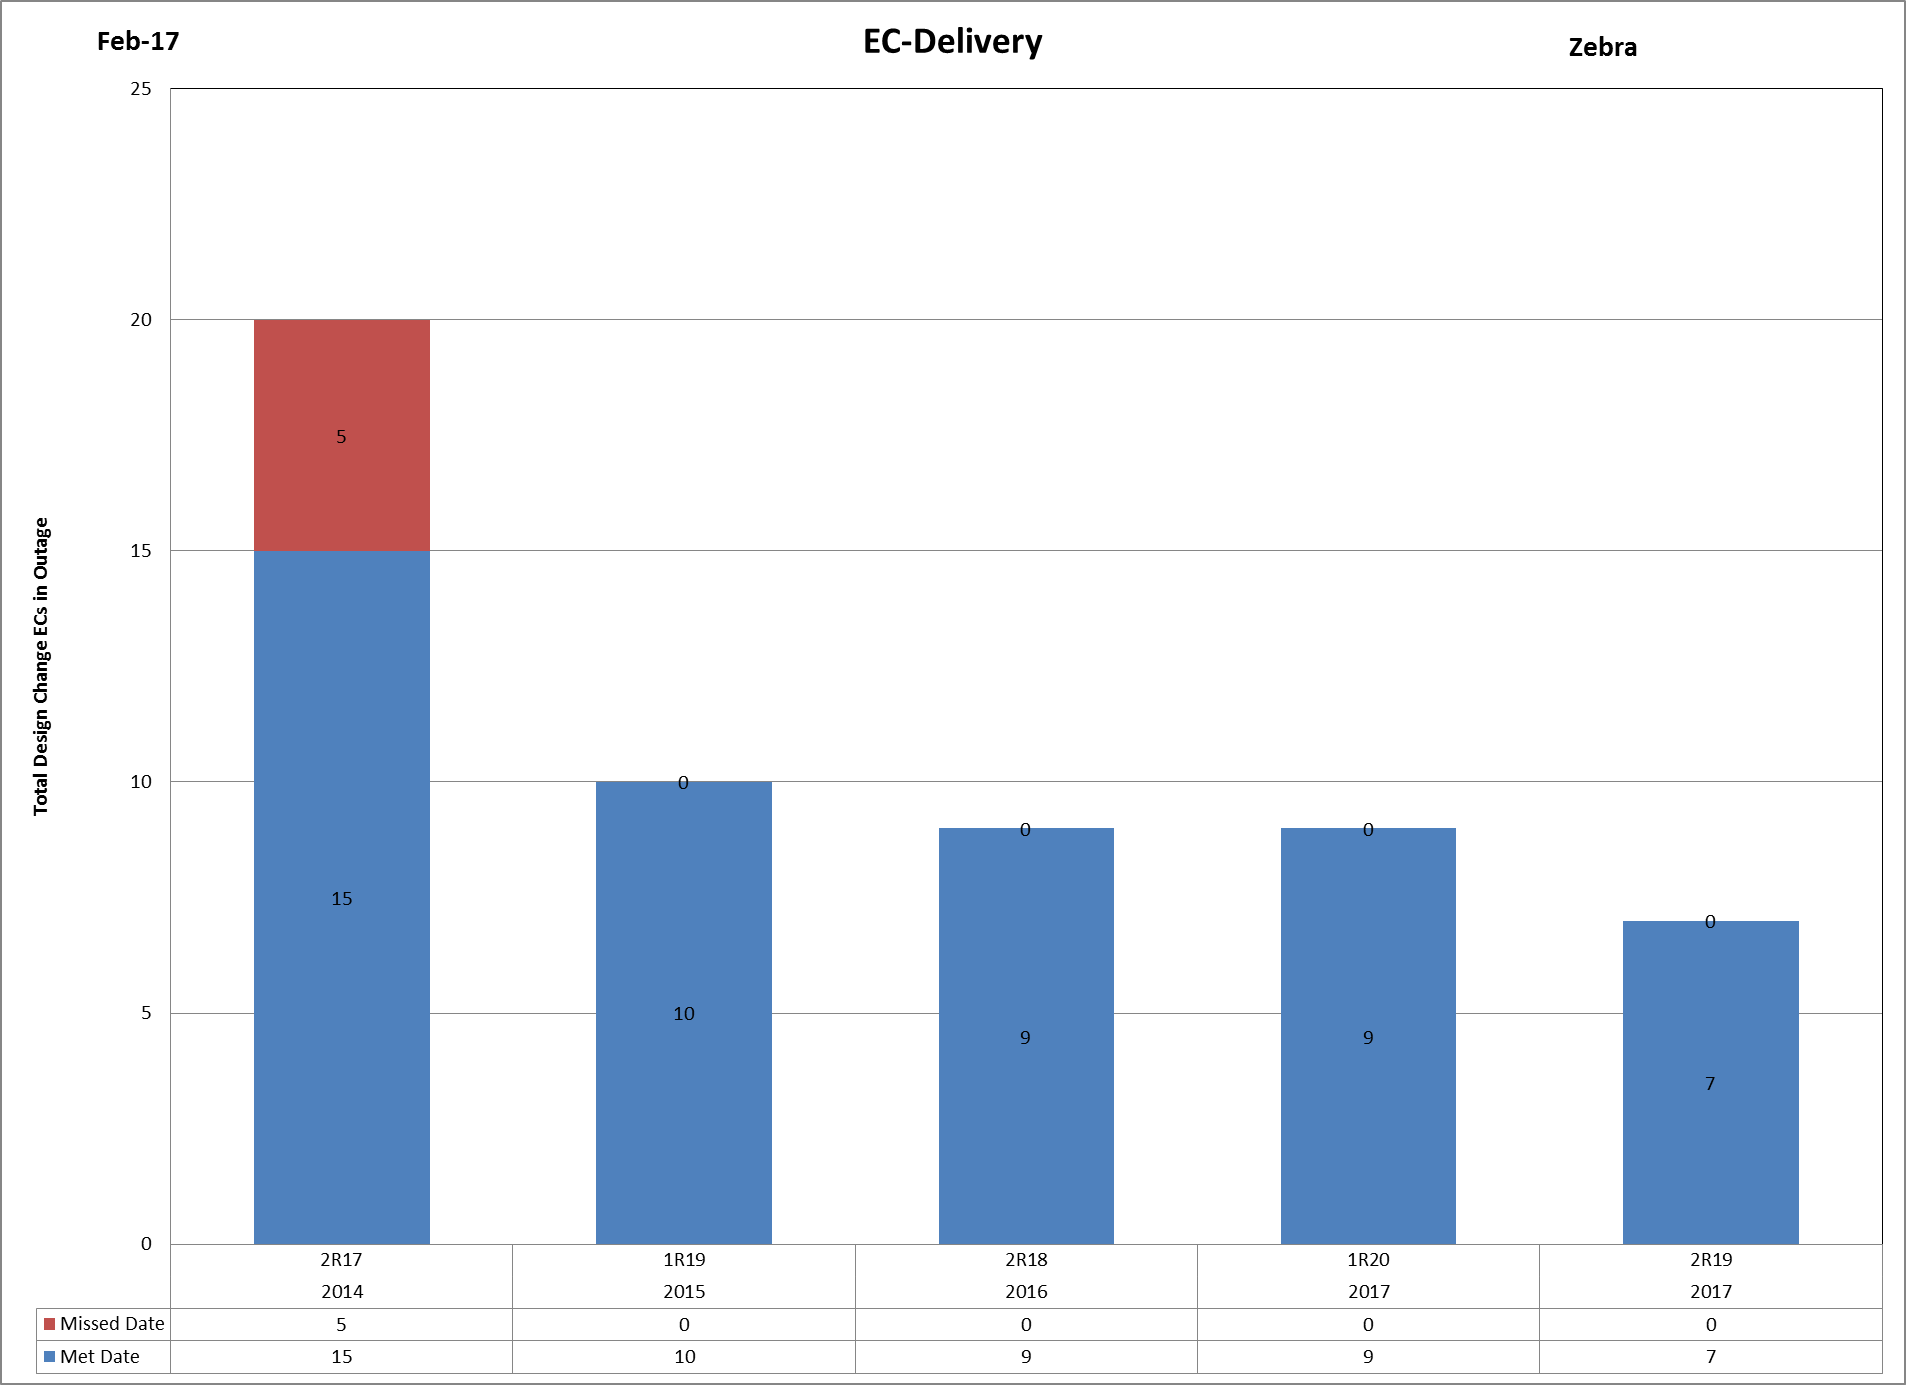 Feb-17
EC-Delivery
Zebra
Total Design Change ECs in Outage
25
20
15
10
5
0
5
15
0
10
0
9
0
9
0
7
2R17 1R19 2R18 1R20 2R19
2014 2015 2016 2017 2017
Missed Date 5 0 0 0 0
Met Date 15 10 9 9 7